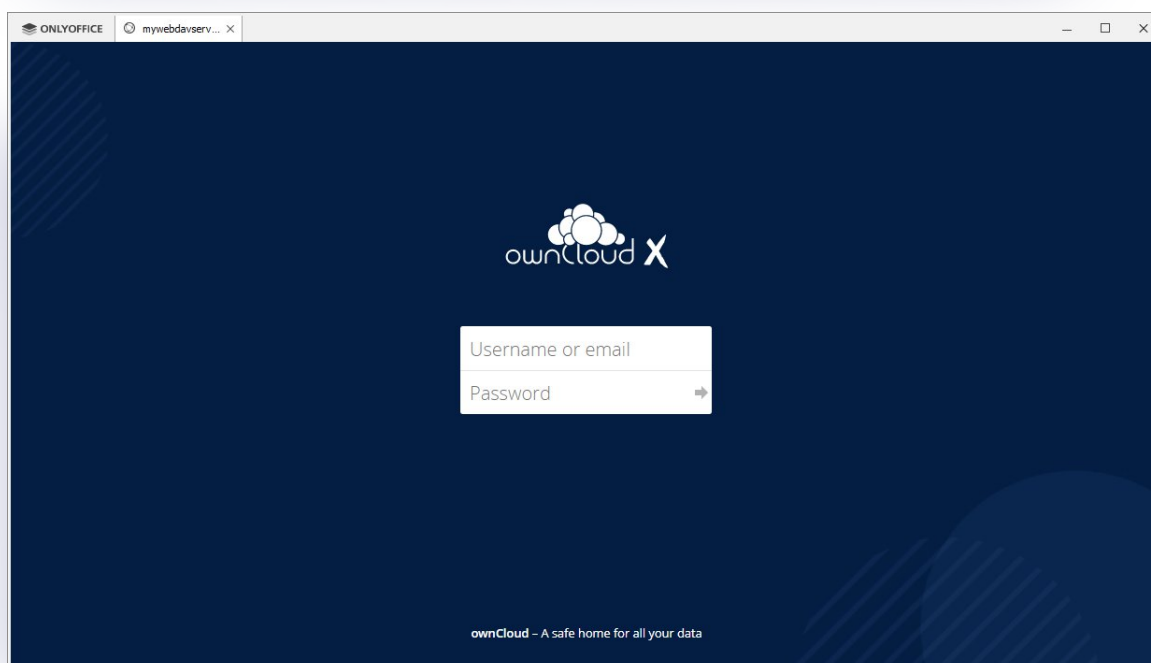 ONLYOFFICE mywebdavserv...
ownCloud X
Username or email
Password
ownCloud – A safe home for all your data